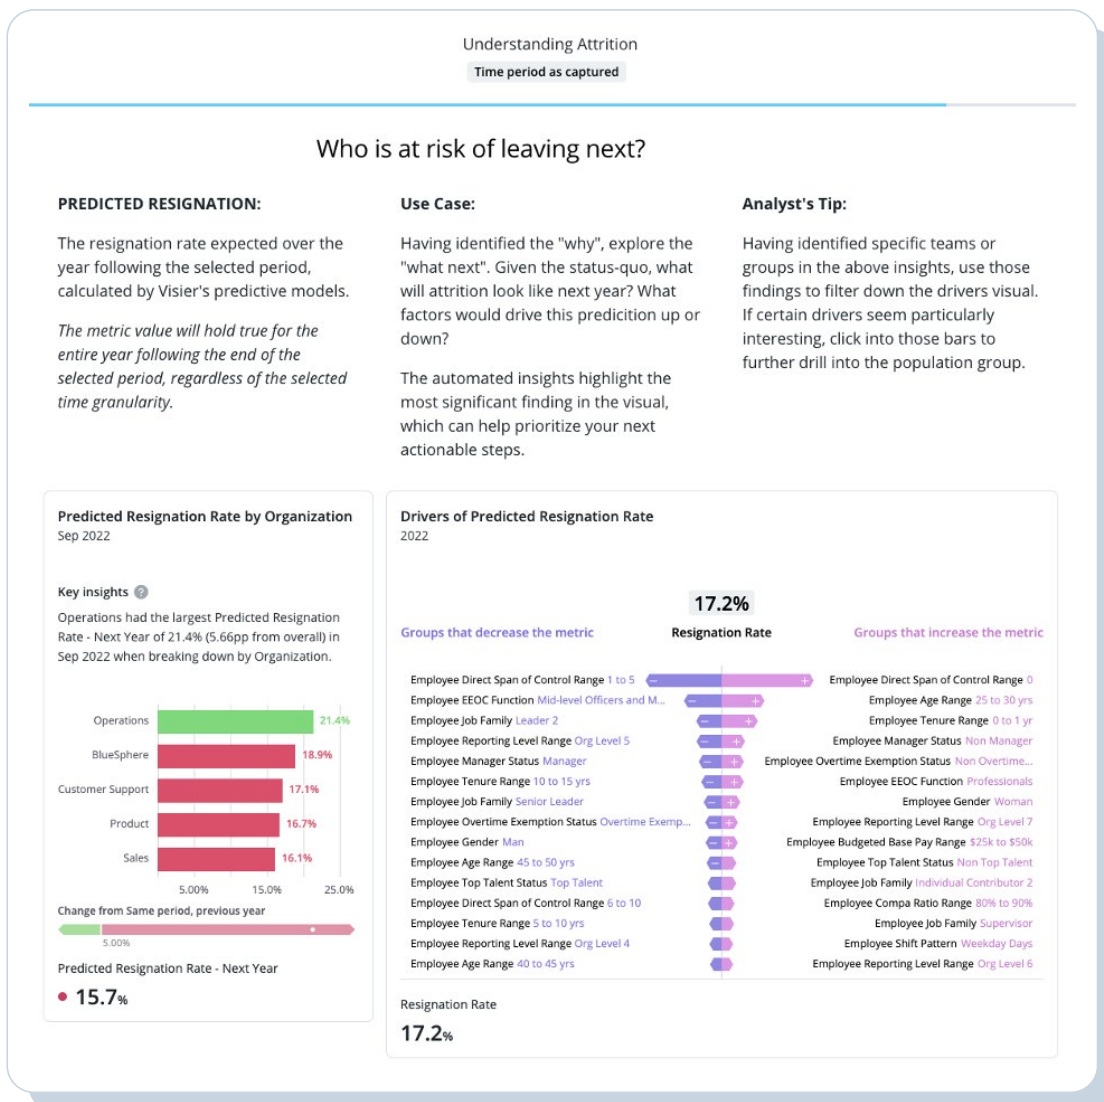 Understanding Attrition
Time period as captured
Who is at risk of leaving next?
PREDICTED RESIGNATION:
The resignation rate expected over the
year following the selected period,
calculated by Visier's predictive models.
The metric value will hold true for the
entire year following the end of the
selected period, regardless of the selected
time granularity.
Use Case:
Having identified the "why", explore the
"what next". Given the status-quo, what
will attrition look like next year? What
factors would drive this predicition up or
down?
The automated insights highlight the
most significant finding in the visual,
which can help prioritize your next
actionable steps.
Analyst's Tip:
Having identified specific teams or
groups in the above insights, use those
findings to filter down the drivers visual.
If certain drivers seem particularly
interesting, click into those bars to
further drill into the population group.
Predicted Resignation Rate by Organization
Sep 2022
Key insights ?
Operations had the largest Predicted Resignation
Rate - Next Year of 21.4% (5.66pp from overall) in
Sep 2022 when breaking down by Organization.
Operations 21.4%
BlueSphere 18.9%
Customer Support 17.1%
Product 16.7%
Sales 16.1%
5.00% 15.0% 25.0%
Change from Same period, previous year
5.00%
Predicted Resignation Rate - Next Year
15.7%
Drivers of Predicted Resignation Rate
2022
17.2%
Groups that decrease the metric Resignation Rate Groups that increase the metric
Employee Direct Span of Control Range 1 to 5 − + Employee Direct Span of Control Range 0
Employee EEOC Function Mid-level Officers and M... − + Employee Age Range 25 to 30 yrs
Employee Job Family Leader 2 − + Employee Tenure Range 0 to 1 yr
Employee Reporting Level Range Org Level 5 − + Employee Manager Status Non Manager
Employee Manager Status Manager − + Employee Overtime Exemption Status Non Overtime...
Employee Tenure Range 10 to 15 yrs − + Employee EEOC Function Professionals
Employee Job Family Senior Leader − + Employee Gender Woman
Employee Overtime Exemption Status Overtime Exemp... − + Employee Reporting Level Range Org Level 7
Employee Gender Man − + Employee Budgeted Base Pay Range $25k to $50k
Employee Age Range 45 to 50 yrs − Employee Top Talent Status Non Top Talent
Employee Top Talent Status Top Talent Employee Job Family Individual Contributor 2
Employee Direct Span of Control Range 6 to 10 Employee Compa Ratio Range 80% to 90%
Employee Tenure Range 5 to 10 yrs Employee Job Family Supervisor
Employee Reporting Level Range Org Level 4 Employee Shift Pattern Weekday Days
Employee Age Range 40 to 45 yrs Employee Reporting Level Range Org Level 6
Resignation Rate
17.2%